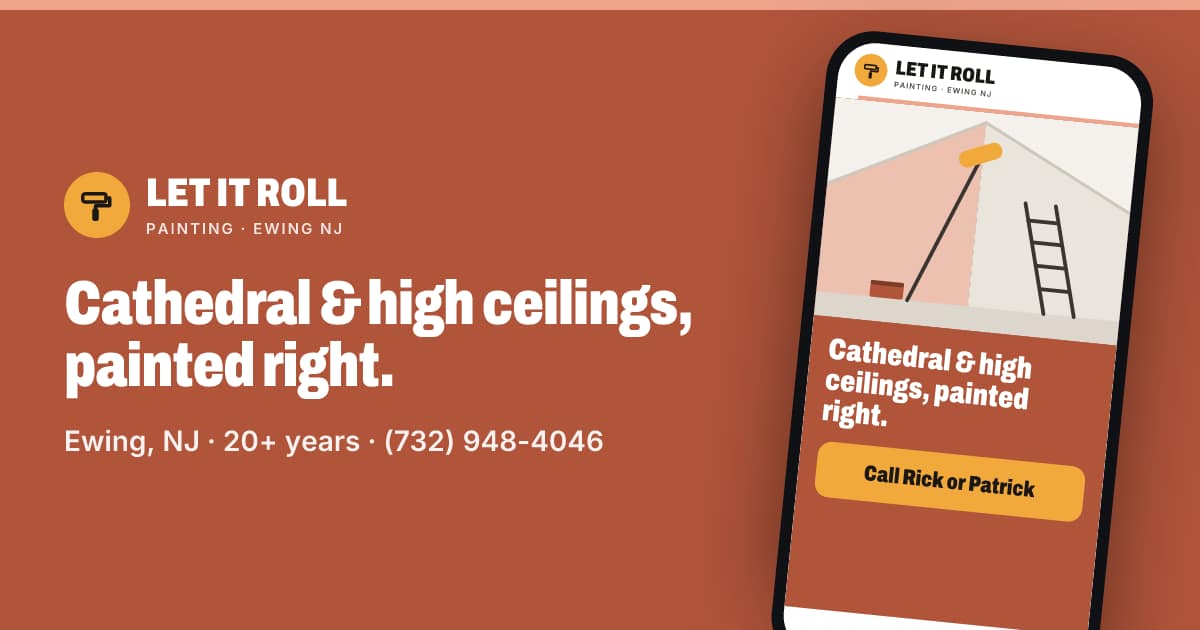 LET IT ROLL
PAINTING · EWING NJ
Cathedral & high ceilings,
painted right.
Ewing, NJ · 20+ years · (732) 948-4046
LET IT ROLL
PAINTING · EWING NJ
Cathedral & high
ceilings, painted
right.
Call Rick or Patrick